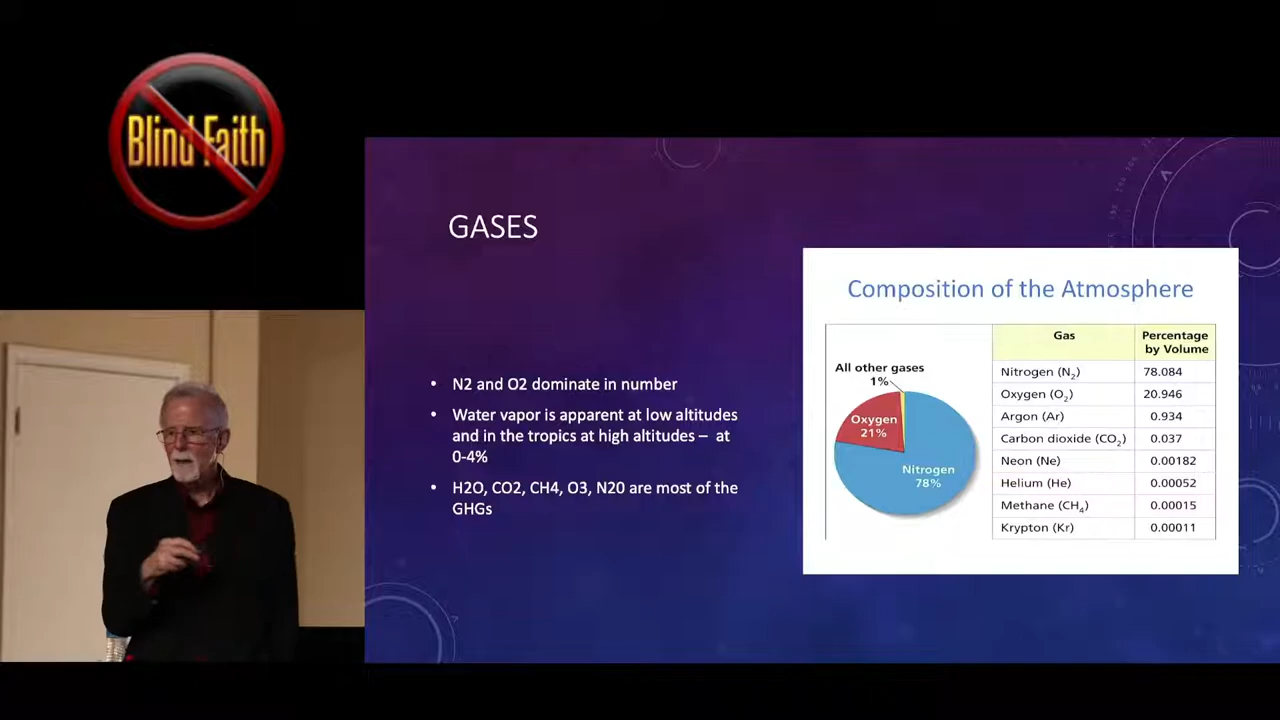 Blind Faith
GASES
• N2 and O2 dominate in number
• Water vapor is apparent at low altitudes
and in the tropics at high altitudes – at
0-4%
• H2O, CO2, CH4, O3, N20 are most of the
GHGs
Composition of the Atmosphere
All other gases
1%
Oxygen
21%
Nitrogen
78%
Gas Percentage
by Volume
Nitrogen (N₂) 78.084
Oxygen (O₂) 20.946
Argon (Ar) 0.934
Carbon dioxide (CO₂) 0.037
Neon (Ne) 0.00182
Helium (He) 0.00052
Methane (CH₄) 0.00015
Krypton (Kr) 0.00011